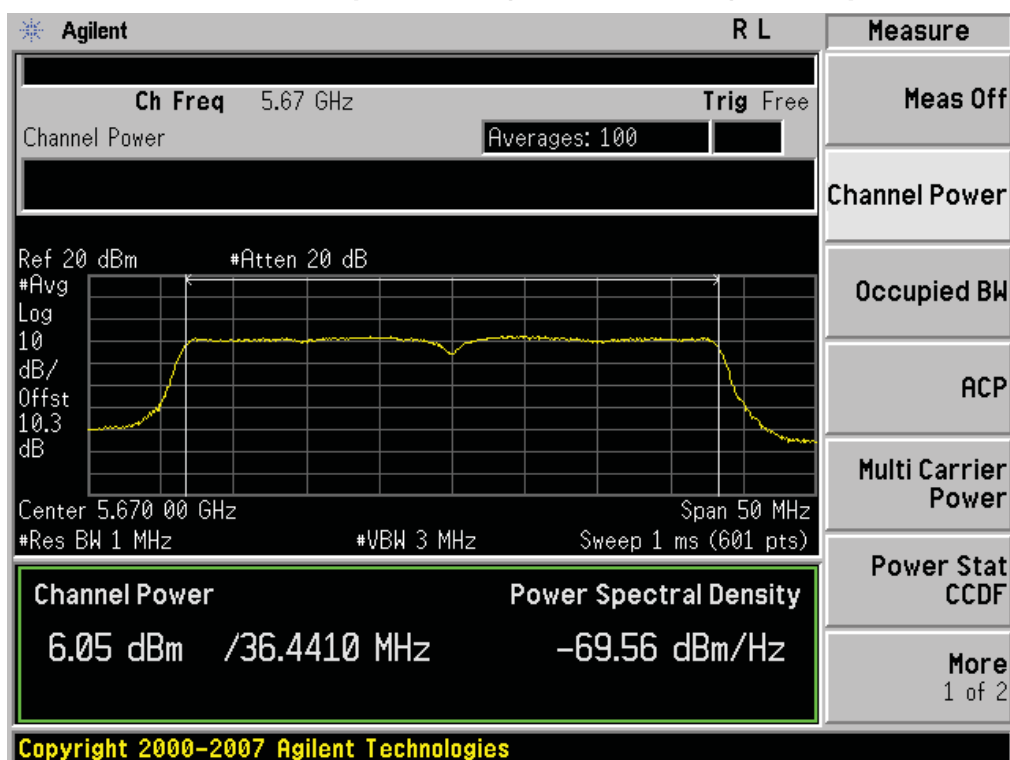 Agilent
R L
Measure
Ch Freq 5.67 GHz
Trig Free
Channel Power
Averages: 100
Ref 20 dBm
#Atten 20 dB
#Avg
Log
10
dB/
Offst
10.3
dB
Center 5.670 00 GHz
Span 50 MHz
#Res BW 1 MHz
#VBW 3 MHz
Sweep 1 ms (601 pts)
Channel Power
Power Spectral Density
6.05 dBm /36.4410 MHz
-69.56 dBm/Hz
Meas Off
Channel Power
Occupied BW
ACP
Multi Carrier
Power
Power Stat
CCDF
More
1 of 2
Copyright 2000-2007 Agilent Technologies